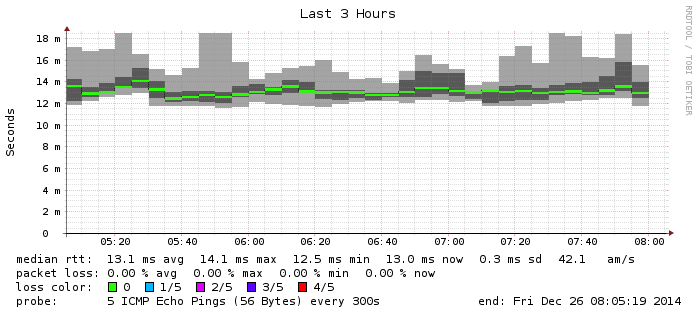 Last 3 Hours
RRDTOOL / TOBI OETIKER
Seconds
18 m
16 m
14 m
12 m
10 m
8 m
6 m
4 m
2 m
0
05:20 05:40 06:00 06:20 06:40 07:00 07:20 07:40 08:00
median rtt: 13.1 ms avg 14.1 ms max 12.5 ms min 13.0 ms now 0.3 ms sd 42.1 am/s
packet loss: 0.00 % avg 0.00 % max 0.00 % min 0.00 % now
loss color: 0 1/5 2/5 3/5 4/5
probe: 5 ICMP Echo Pings (56 Bytes) every 300s end: Fri Dec 26 08:05:19 2014